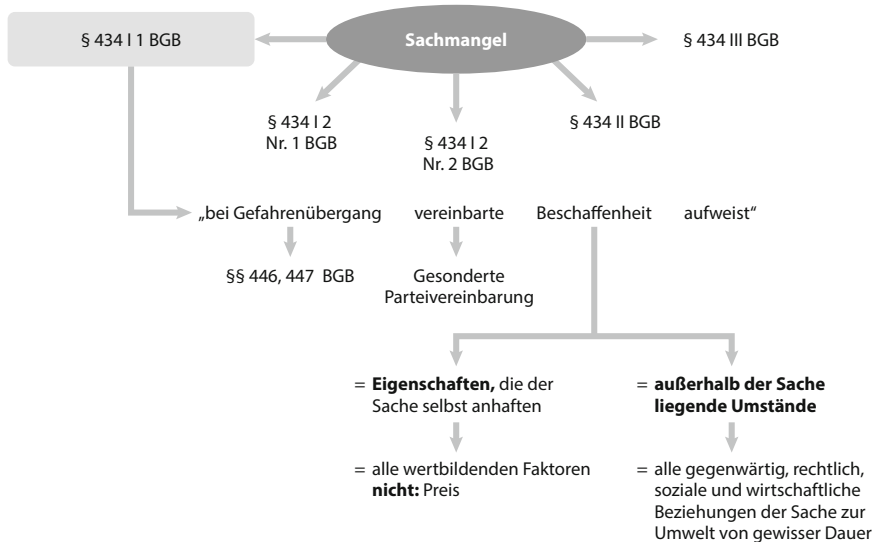 § 434 I 1 BGB
Sachmangel
§ 434 III BGB
§ 434 I 2
Nr. 1 BGB
§ 434 I 2
Nr. 2 BGB
§ 434 II BGB
„bei Gefahrenübergang vereinbarte Beschaffenheit aufweist“
§§ 446, 447 BGB
Gesonderte
Parteivereinbarung
= Eigenschaften, die der
Sache selbst anhaften
= außerhalb der Sache
liegende Umstände
= alle wertbildenden Faktoren
nicht: Preis
= alle gegenwärtig, rechtlich,
soziale und wirtschaftliche
Beziehungen der Sache zur
Umwelt von gewisser Dauer